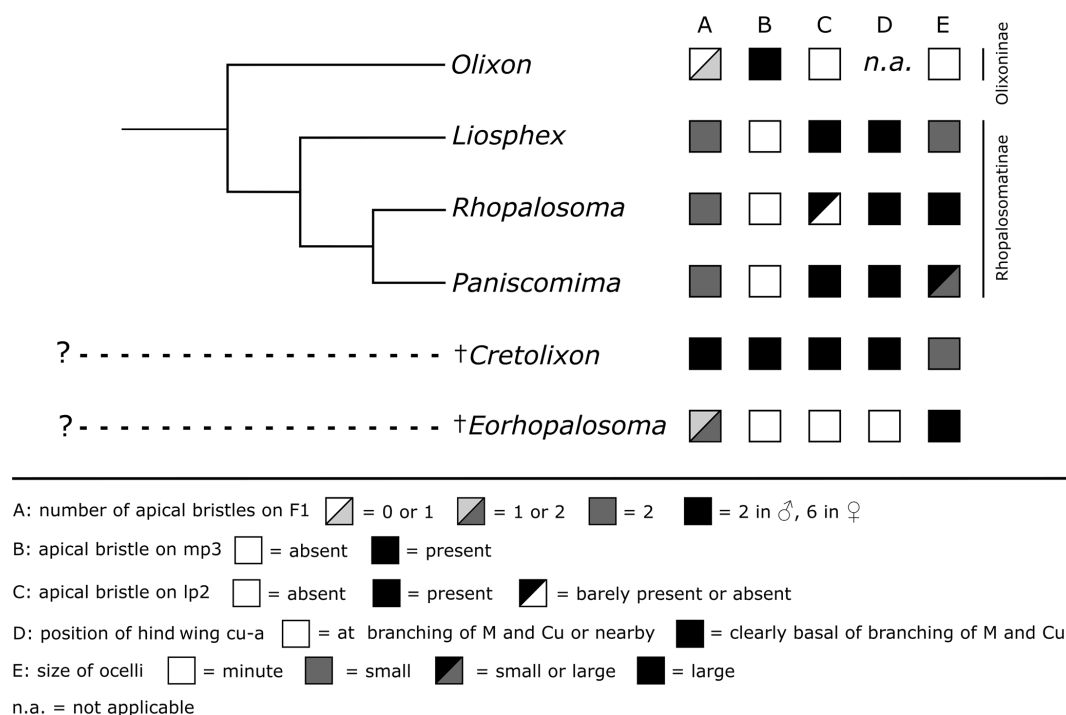 A B C D E
Olixon n.a. Olixoninae
Liosphex
Rhopalosoma Rhopalosomatinae
Paniscomima
? †Cretolixon
? †Eorhopalosoma
A: number of apical bristles on F1 = 0 or 1 = 1 or 2 = 2 = 2 in ♂, 6 in ♀
B: apical bristle on mp3 = absent = present
C: apical bristle on lp2 = absent = present = barely present or absent
D: position of hind wing cu-a = at branching of M and Cu or nearby = clearly basal of branching of M and Cu
E: size of ocelli = minute = small = small or large = large
n.a. = not applicable